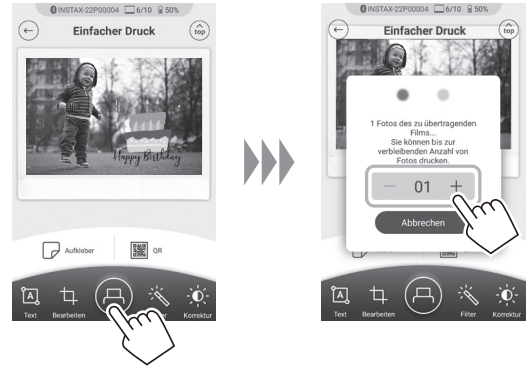 INSTAX-22P00004 6/10 50%
Einfacher Druck
top
Happy Birthday
Aufkleber
QR
Text
Bearbeiten
Korrektur
INSTAX-22P00004 6/10 50%
Einfacher Druck
top
1 Fotos des zu übertragenden
Films...
Sie können bis zur
verbleibenden Anzahl von
Fotos drucken.
— 01 +
Abbrechen
A
Text
Bearbeiten
Filter
Korrektur